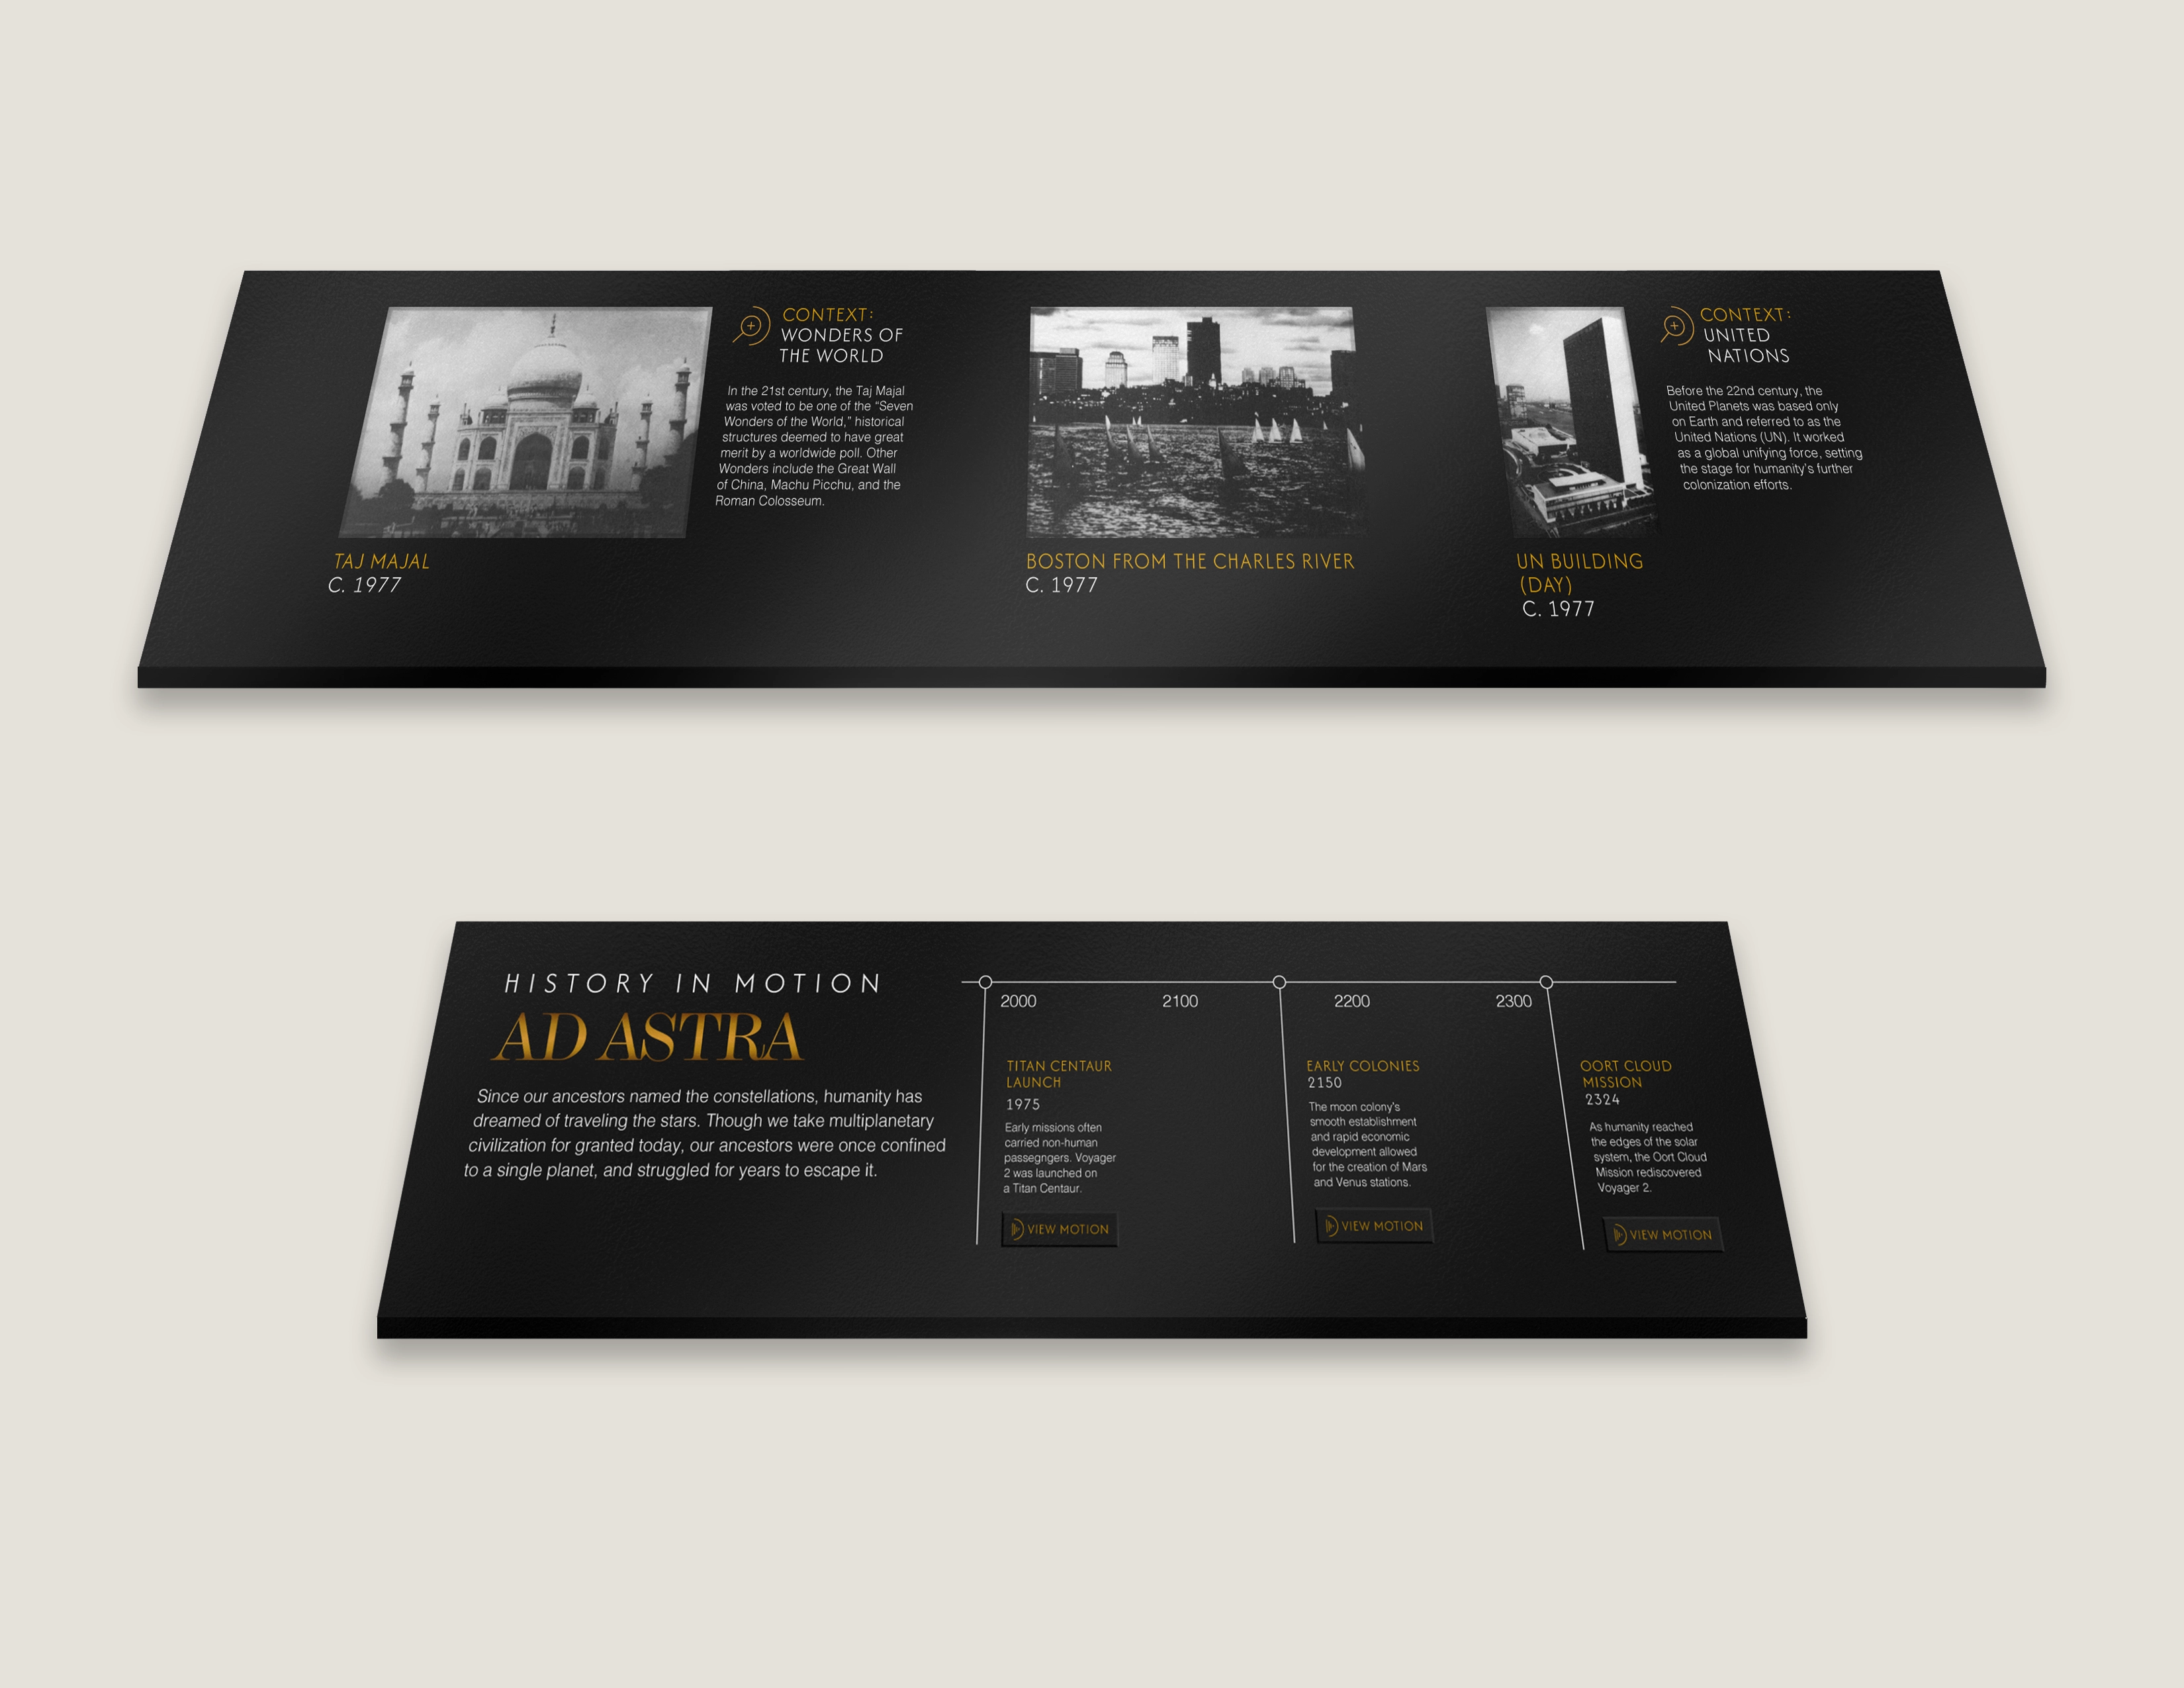 CONTEXT:
WONDERS OF
THE WORLD
In the 21st century, the Taj Majal
was voted to be one of the “Seven
Wonders of the World,” historical
structures deemed to have great
merit by a worldwide poll. Other
Wonders include the Great Wall
of China, Machu Picchu, and the
Roman Colosseum.
TAJ MAJAL
C. 1977
BOSTON FROM THE CHARLES RIVER
C. 1977
CONTEXT:
UNITED
NATIONS
Before the 22nd century, the
United Planets was based only
on Earth and referred to as the
United Nations (UN). It worked
as a global unifying force, setting
the stage for humanity's further
colonization efforts.
UN BUILDING
(DAY)
C. 1977
HISTORY IN MOTION
AD ASTRA
Since our ancestors named the constellations, humanity has
dreamed of traveling the stars. Though we take multiplanetary
civilization for granted today, our ancestors were once confined
to a single planet, and struggled for years to escape it.
2000 2100 2200 2300
TITAN CENTAUR
LAUNCH
1975
Early missions often
carried non-human
passegngers. Voyager
2 was launched on
a Titan Centaur.
VIEW MOTION
EARLY COLONIES
2150
The moon colony's
smooth establishment
and rapid economic
development allowed
for the creation of Mars
and Venus stations.
VIEW MOTION
OORT CLOUD
MISSION
2324
As humanity reached
the edges of the solar
system, the Oort Cloud
Mission rediscovered
Voyager 2.
VIEW MOTION